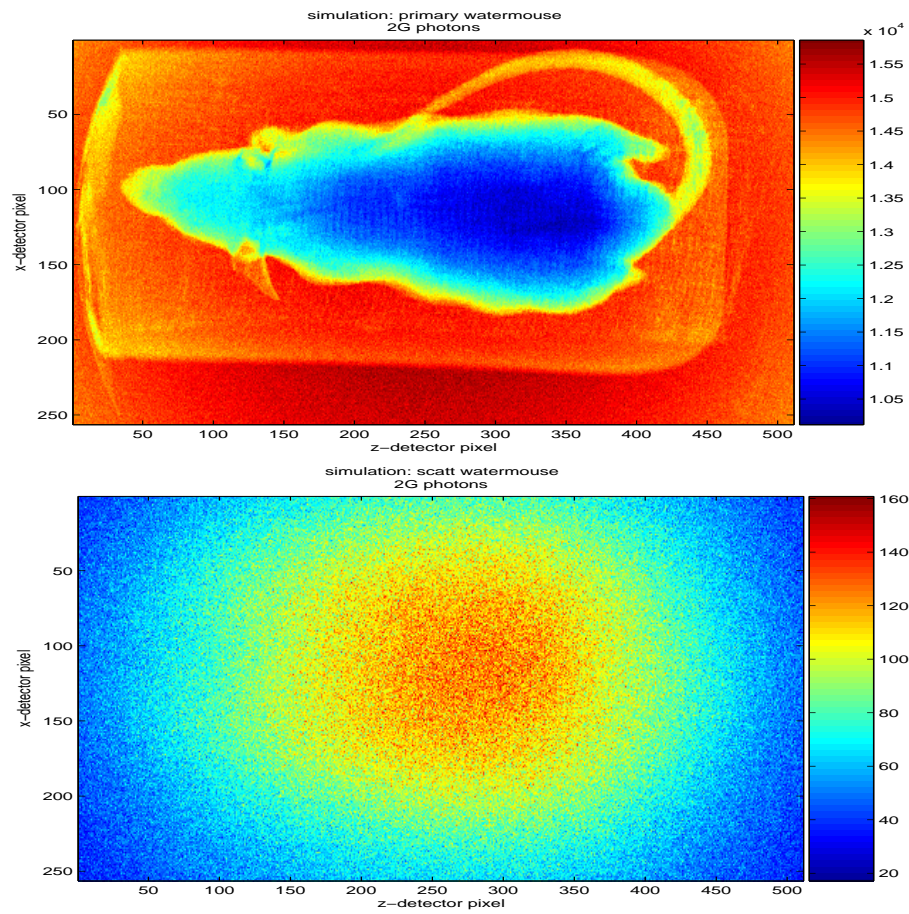 simulation: primary watermouse
2G photons
x 10⁴
x−detector pixel
50
100
150
200
250
50 100 150 200 250 300 350 400 450 500
z−detector pixel
1.55
1.5
1.45
1.4
1.35
1.3
1.25
1.2
1.15
1.1
1.05
simulation: scatt watermouse
2G photons
x−detector pixel
50
100
150
200
250
50 100 150 200 250 300 350 400 450 500
z−detector pixel
160
140
120
100
80
60
40
20